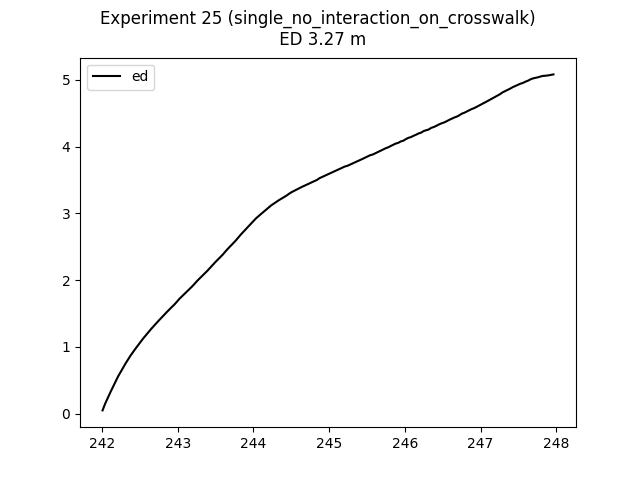 Experiment 25 (single_no_interaction_on_crosswalk)
ED 3.27 m
ed
5
4
3
2
1
0
242 243 244 245 246 247 248